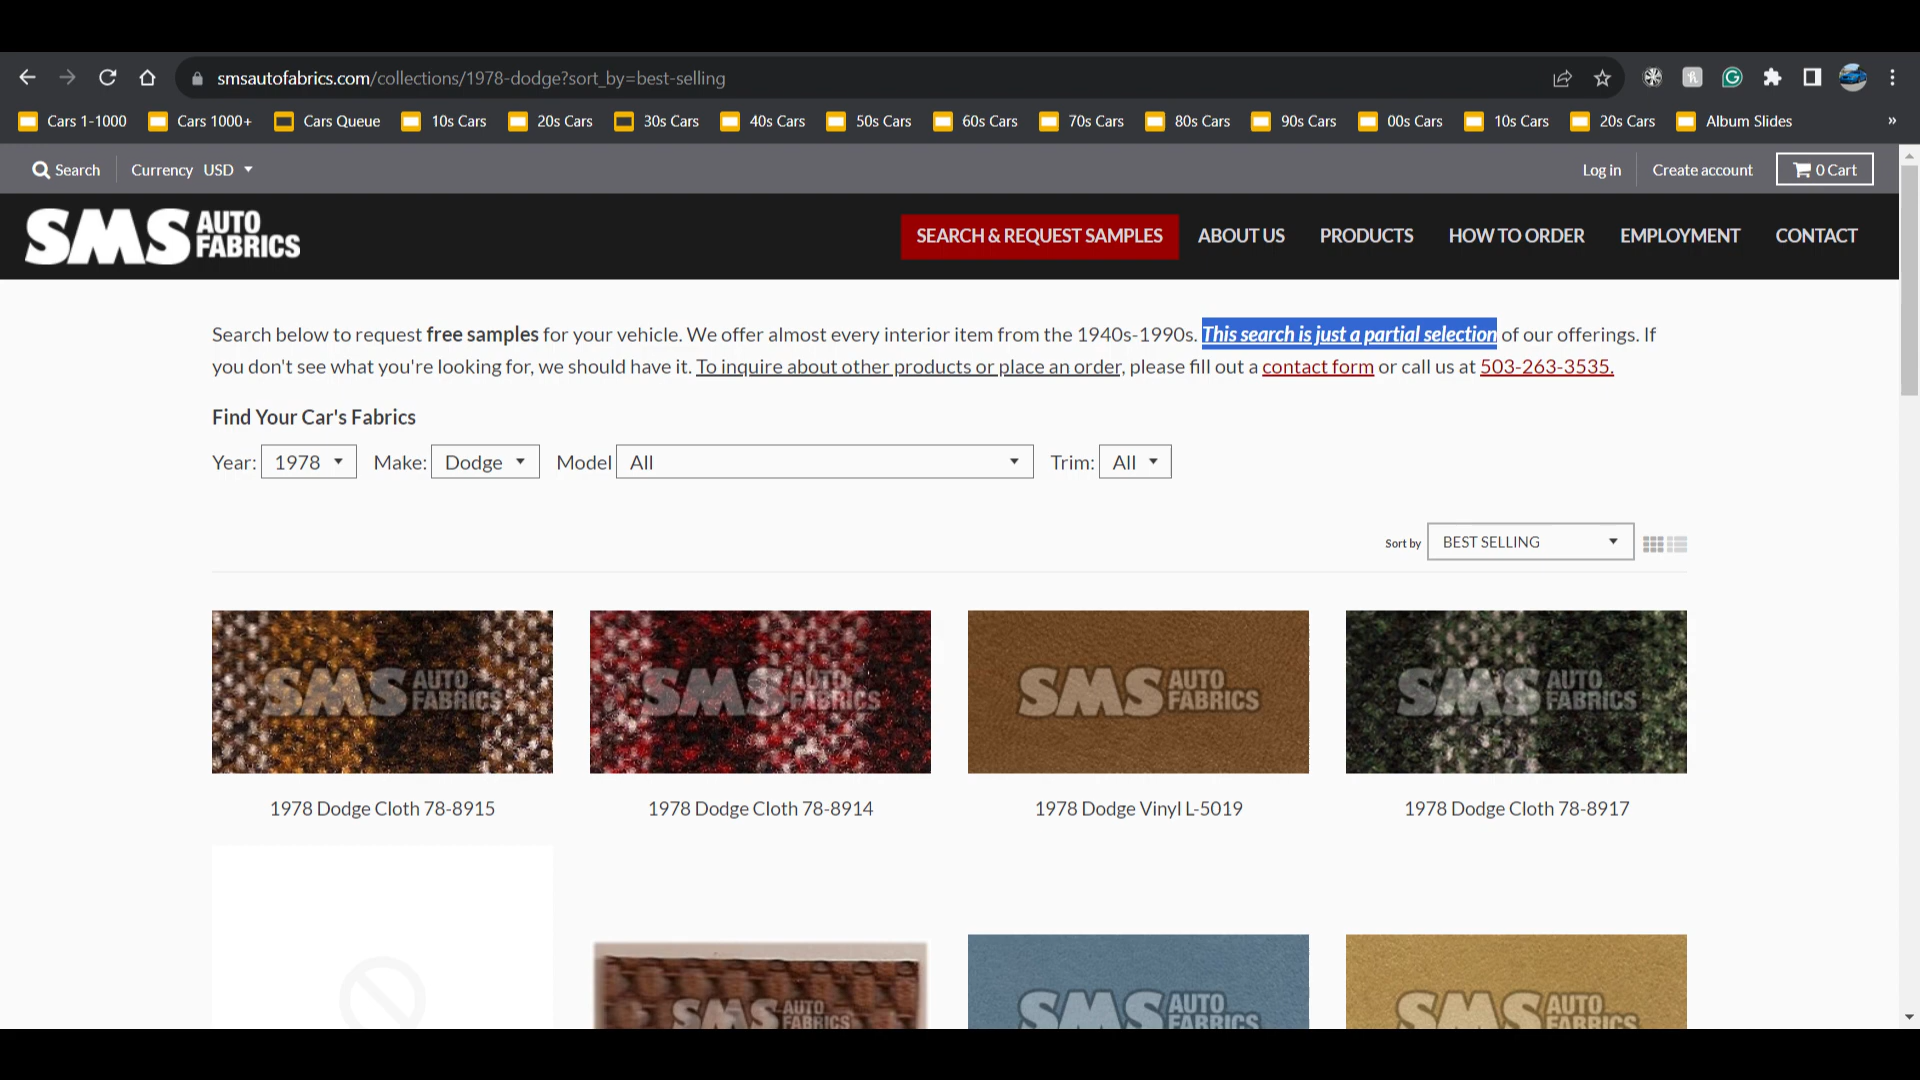 smsautofabrics.com/collections/1978-dodge?sort_by=best-selling
Cars 1-1000 Cars 1000+ Cars Queue 10s Cars 20s Cars 30s Cars 40s Cars 50s Cars 60s Cars 70s Cars 80s Cars 90s Cars 00s Cars 10s Cars 20s Cars Album Slides »
Search Currency USD Log in Create account 0 Cart
SMS AUTO FABRICS
SEARCH & REQUEST SAMPLES ABOUT US PRODUCTS HOW TO ORDER EMPLOYMENT CONTACT
Search below to request free samples for your vehicle. We offer almost every interior item from the 1940s-1990s. This search is just a partial selection of our offerings. If
you don't see what you're looking for, we should have it. To inquire about other products or place an order, please fill out a contact form or call us at 503-263-3535.
Find Your Car's Fabrics
Year: 1978 Make: Dodge Model All Trim: All
Sort by BEST SELLING
SMS AUTO FABRICS SMS AUTO FABRICS SMS AUTO FABRICS SMS AUTO FABRICS
1978 Dodge Cloth 78-8915 1978 Dodge Cloth 78-8914 1978 Dodge Vinyl L-5019 1978 Dodge Cloth 78-8917
SMS AUTO FABRICS SMS AUTO FABRICS SMS AUTO FABRICS